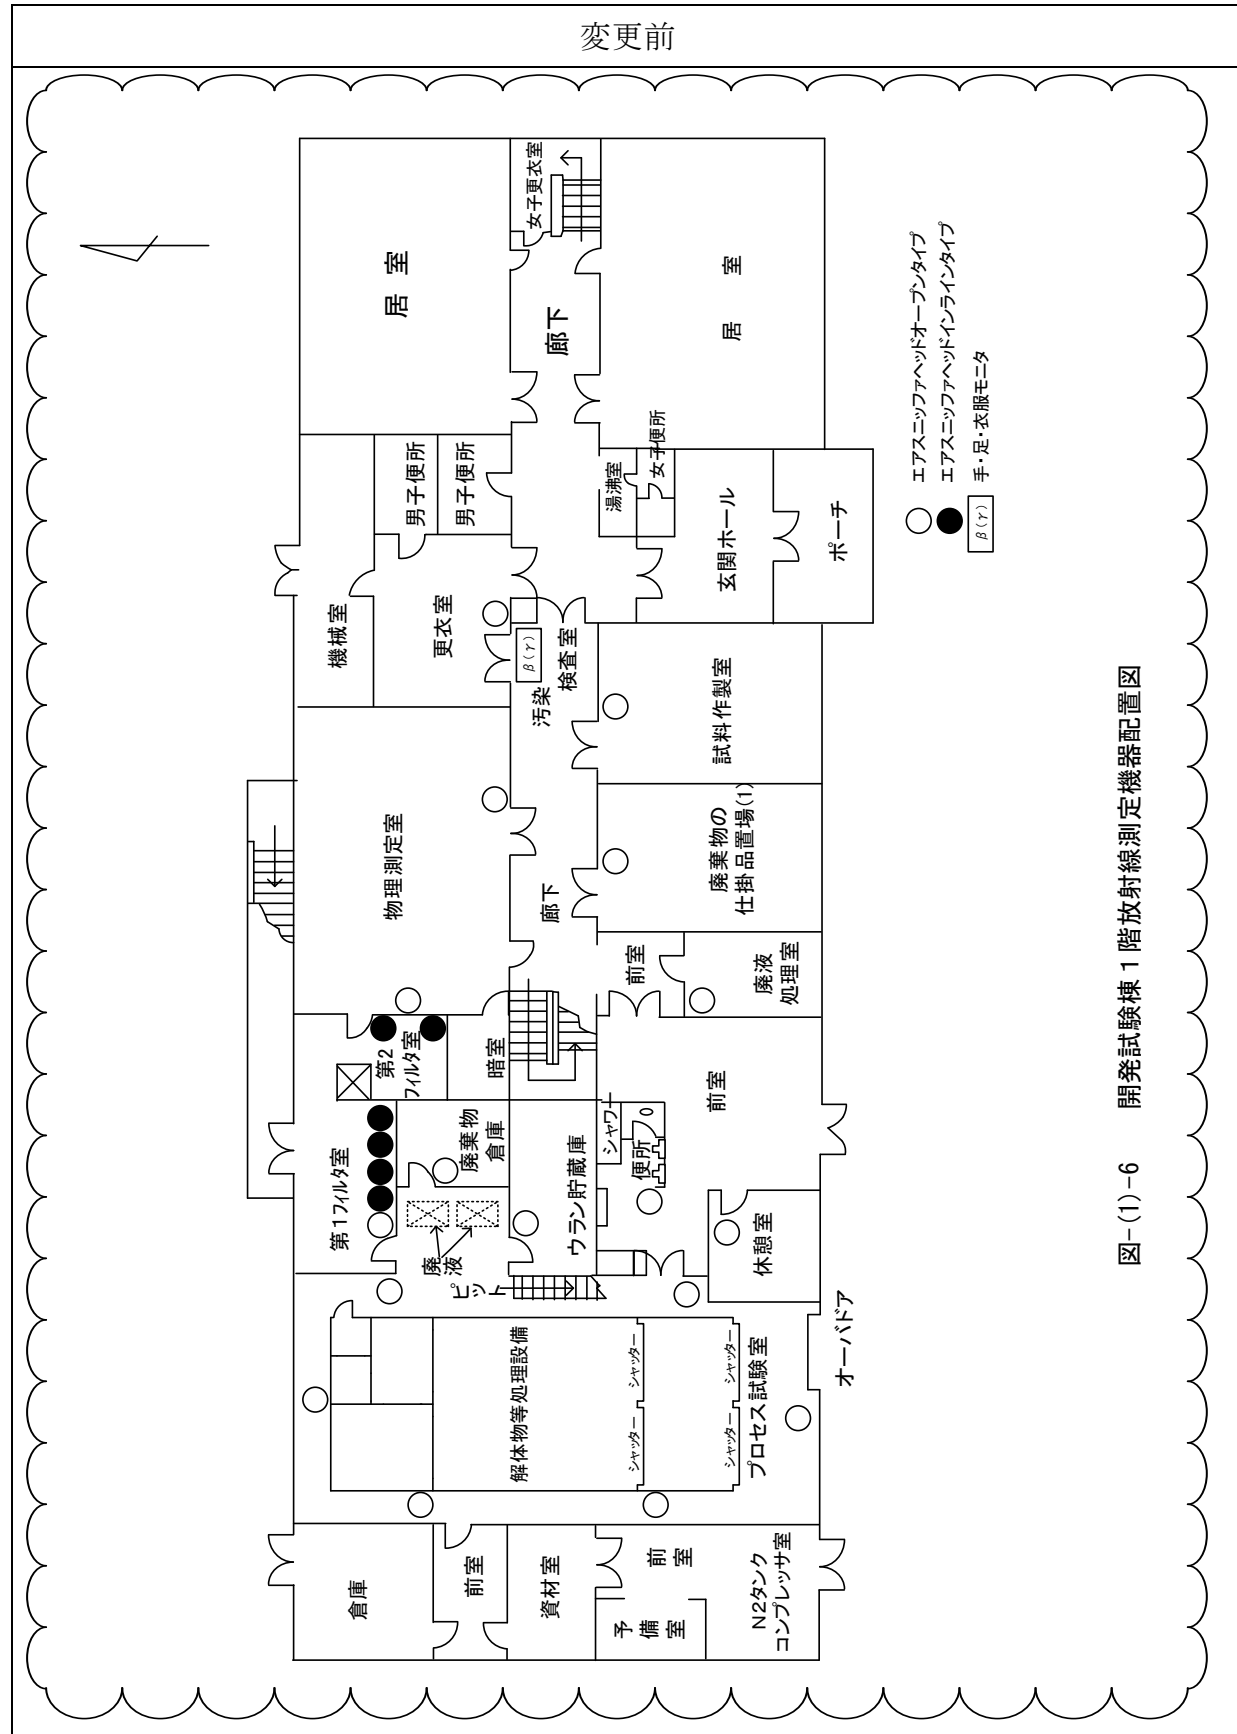 変更前
居室
女子更衣室
廊下
居室
男子便所
男子便所
湯沸室
女子便所
玄関ホール
ポーチ
機械室
更衣室
β(γ)
汚染
検査室
試料作製室
物理測定室
廊下
廃棄物の
仕掛品置場(1)
前室
廃液
処理室
第2
フィルタ室
暗室
前室
第1フィルタ室
廃棄物
倉庫
ウラン貯蔵庫
シャワー
便所
休憩室
廃液
ピット
解体物等処理設備
シャッター
シャッター
シャッター
シャッター
プロセス試験室
オーバドア
倉庫
前室
資材室
前室
予備室
N2タンク
コンプレッサ室
エアスニッファヘッドオープンタイプ
エアスニッファヘッドインラインタイプ
β(γ) 手・足・衣服モニタ
図-(1)-6 開発試験棟1階放射線測定機器配置図